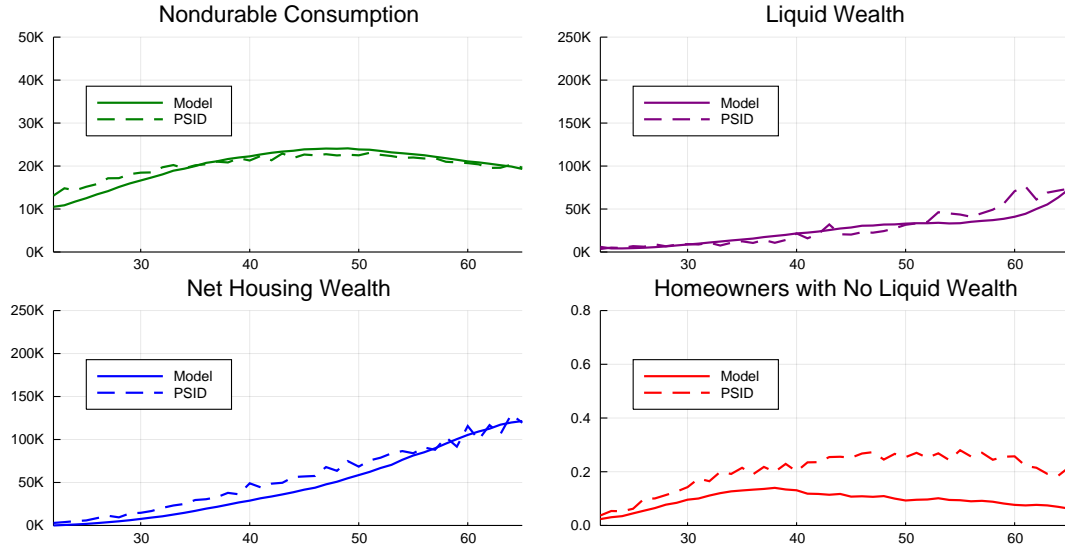 Nondurable Consumption
50K
40K
30K
20K
10K
0K
Model
PSID
30
40
50
60
Liquid Wealth
250K
200K
150K
100K
50K
0K
Model
PSID
30
40
50
60
Net Housing Wealth
250K
200K
150K
100K
50K
0K
Model
PSID
30
40
50
60
Homeowners with No Liquid Wealth
0.8
0.6
0.4
0.2
0.0
Model
PSID
30
40
50
60